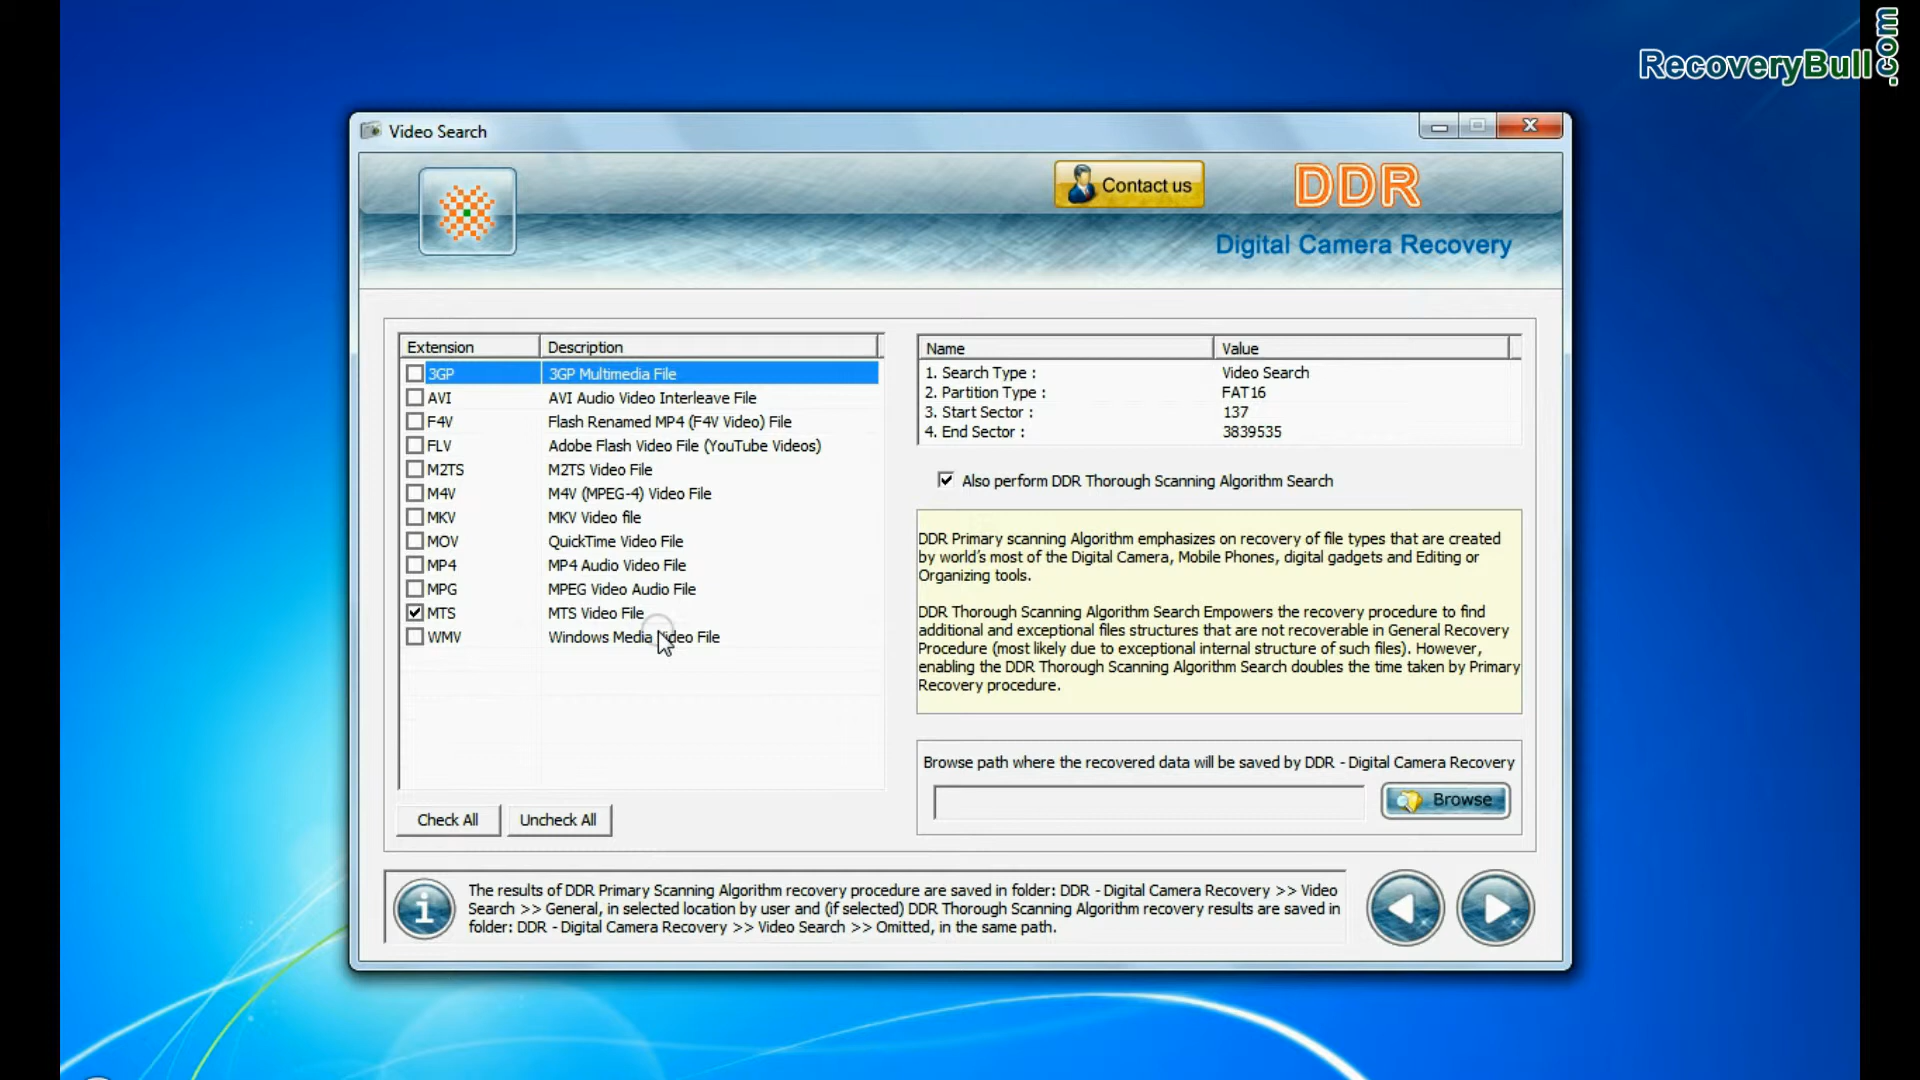 RecoveryBull.com
Video Search
Contact us
DDR
Digital Camera Recovery
Extension Description
3GP 3GP Multimedia File
AVI AVI Audio Video Interleave File
F4V Flash Renamed MP4 (F4V Video) File
FLV Adobe Flash Video File (YouTube Videos)
M2TS M2TS Video File
M4V M4V (MPEG-4) Video File
MKV MKV Video file
MOV QuickTime Video File
MP4 MP4 Audio Video File
MPG MPEG Video Audio File
MTS MTS Video File
WMV Windows Media Video File
Check All
Uncheck All
Name Value
1. Search Type : Video Search
2. Partition Type : FAT16
3. Start Sector : 137
4. End Sector : 3839535
Also perform DDR Thorough Scanning Algorithm Search
DDR Primary scanning Algorithm emphasizes on recovery of file types that are created
by world's most of the Digital Camera, Mobile Phones, digital gadgets and Editing or
Organizing tools.
DDR Thorough Scanning Algorithm Search Empowers the recovery procedure to find
additional and exceptional files structures that are not recoverable in General Recovery
Procedure (most likely due to exceptional internal structure of such files). However,
enabling the DDR Thorough Scanning Algorithm Search doubles the time taken by Primary
Recovery procedure.
Browse path where the recovered data will be saved by DDR - Digital Camera Recovery
Browse
The results of DDR Primary Scanning Algorithm recovery procedure are saved in folder: DDR - Digital Camera Recovery >> Video
Search >> General, in selected location by user and (if selected) DDR Thorough Scanning Algorithm recovery results are saved in
folder: DDR - Digital Camera Recovery >> Video Search >> Omitted, in the same path.